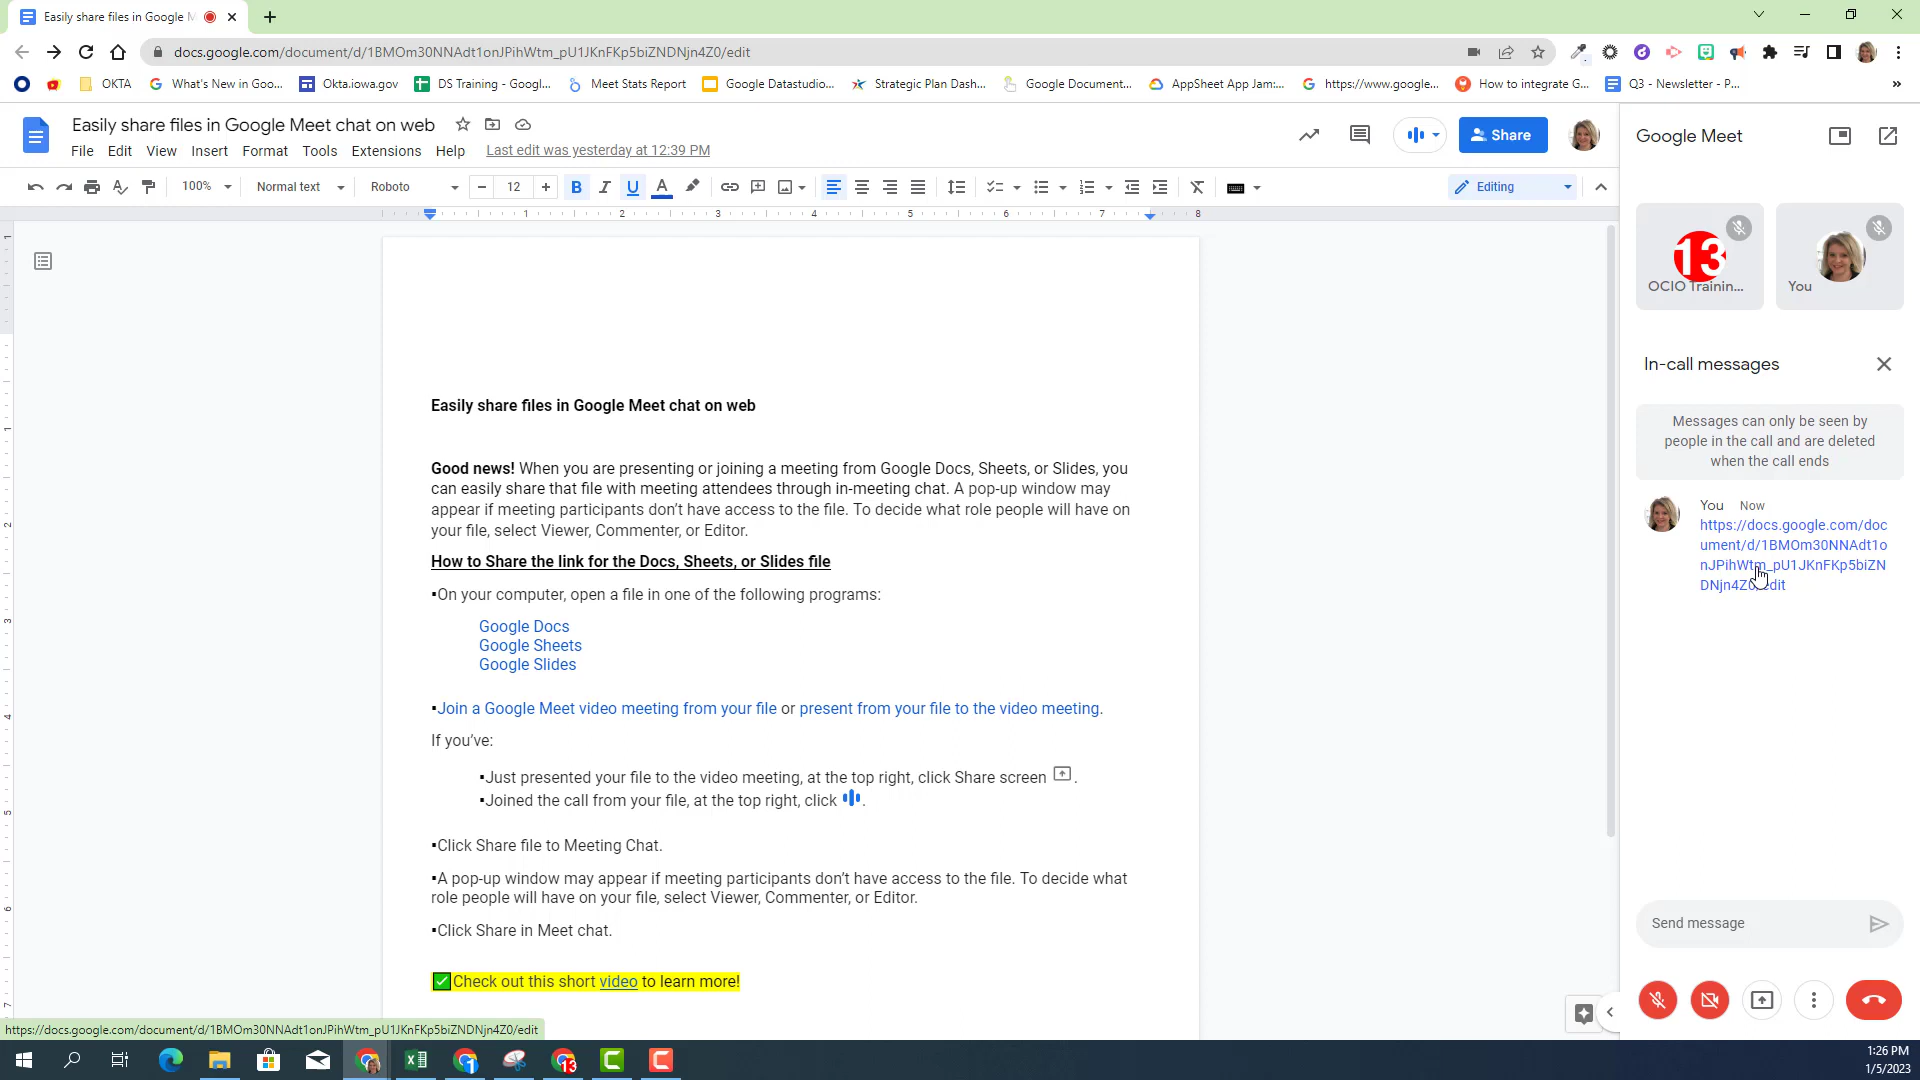 Easily share files in Google M
docs.google.com/document/d/1BMOm30NNAdt1onJPihWtm_pU1JKnFKp5biZNDNjn4Z0/edit
OKTA
What's New in Goo...
Okta.iowa.gov
DS Training - Googl...
Meet Stats Report
Google Datastudio...
Strategic Plan Dash...
Google Document...
AppSheet App Jam:...
https://www.google...
How to integrate G...
Q3 - Newsletter - P...
»
Easily share files in Google Meet chat on web
File Edit View Insert Format Tools Extensions Help Last edit was yesterday at 12:39 PM
Share
100% Normal text Roboto 12 B I U A Editing
1 2 3 4 5 6 7 8
Easily share files in Google Meet chat on web
Good news! When you are presenting or joining a meeting from Google Docs, Sheets, or Slides, you
can easily share that file with meeting attendees through in-meeting chat. A pop-up window may
appear if meeting participants don’t have access to the file. To decide what role people will have on
your file, select Viewer, Commenter, or Editor.
How to Share the link for the Docs, Sheets, or Slides file
▪On your computer, open a file in one of the following programs:
Google Docs
Google Sheets
Google Slides
▪Join a Google Meet video meeting from your file or present from your file to the video meeting.
If you’ve:
▪Just presented your file to the video meeting, at the top right, click Share screen .
▪Joined the call from your file, at the top right, click .
▪Click Share file to Meeting Chat.
▪A pop-up window may appear if meeting participants don’t have access to the file. To decide what
role people will have on your file, select Viewer, Commenter, or Editor.
▪Click Share in Meet chat.
✅Check out this short video to learn more!
Google Meet
13
OCIO Trainin...
You
In-call messages
Messages can only be seen by
people in the call and are deleted
when the call ends
You Now
https://docs.google.com/doc
ument/d/1BMOm30NNAdt1o
nJPihWtm_pU1JKnFKp5biZN
DNjn4Z0/edit
Send message
https://docs.google.com/document/d/1BMOm30NNAdt1onJPihWtm_pU1JKnFKp5biZNDNjn4Z0/edit
1:26 PM
1/5/2023